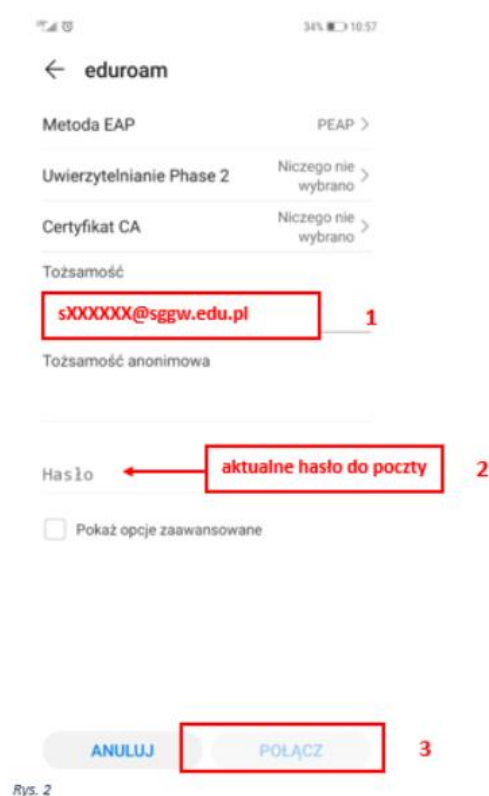 34% 10:57
← eduroam
Metoda EAP PEAP >
Uwierzytelnianie Phase 2 Niczego nie wybrano >
Certyfikat CA Niczego nie wybrano >
Tożsamość
sXXXXXX@sggw.edu.pl 1
Tożsamość anonimowa
Hasło aktualne hasło do poczty 2
Pokaż opcje zaawansowane
ANULUJ POŁĄCZ 3
Rys. 2